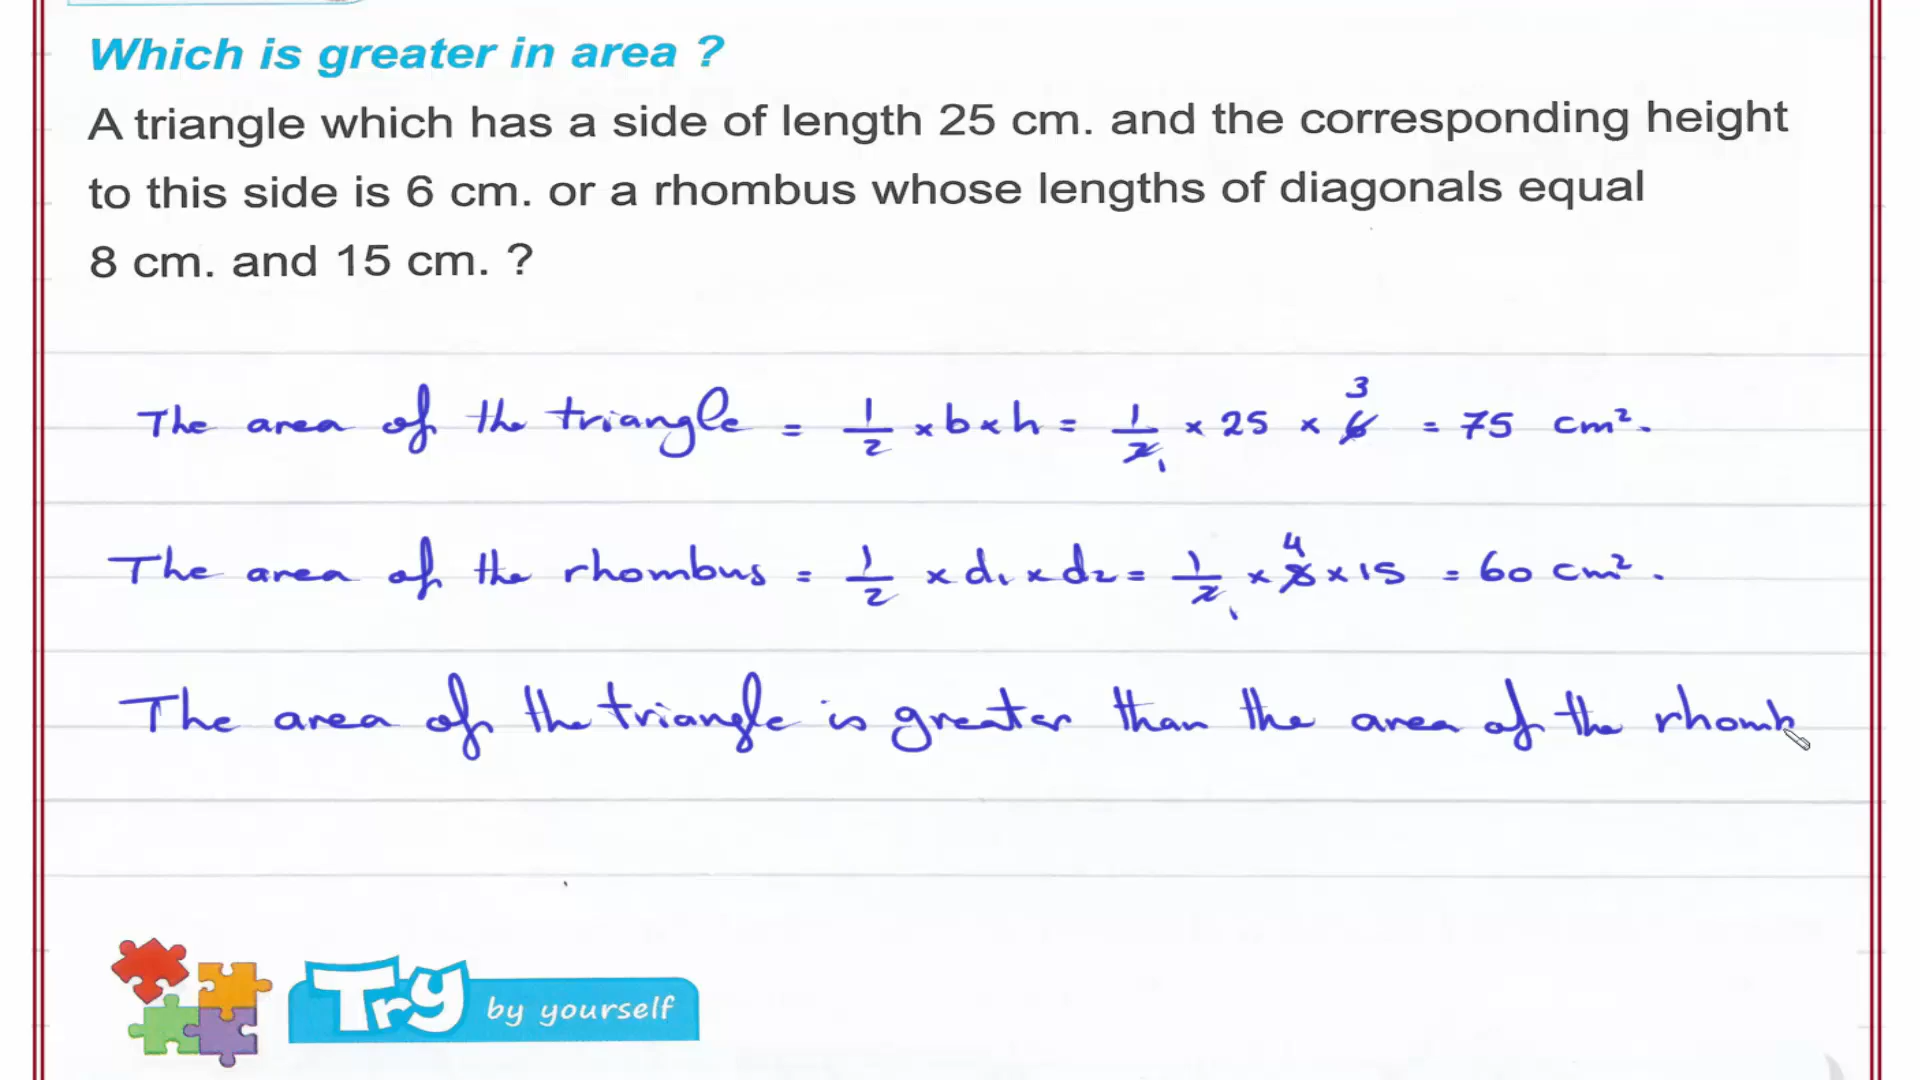 Which is greater in area ?
A triangle which has a side of length 25 cm. and the corresponding height
to this side is 6 cm. or a rhombus whose lengths of diagonals equal
8 cm. and 15 cm. ?
The area of the triangle = 1/2 × b × h = 1/2 1 × 25 × 6 3 = 75 cm².
The area of the rhombus = 1/2 × d₁ × d₂ = 1/2 1 × 8 4 × 15 = 60 cm².
The area of the triangle is greater than the area of the rhomb
Try by yourself